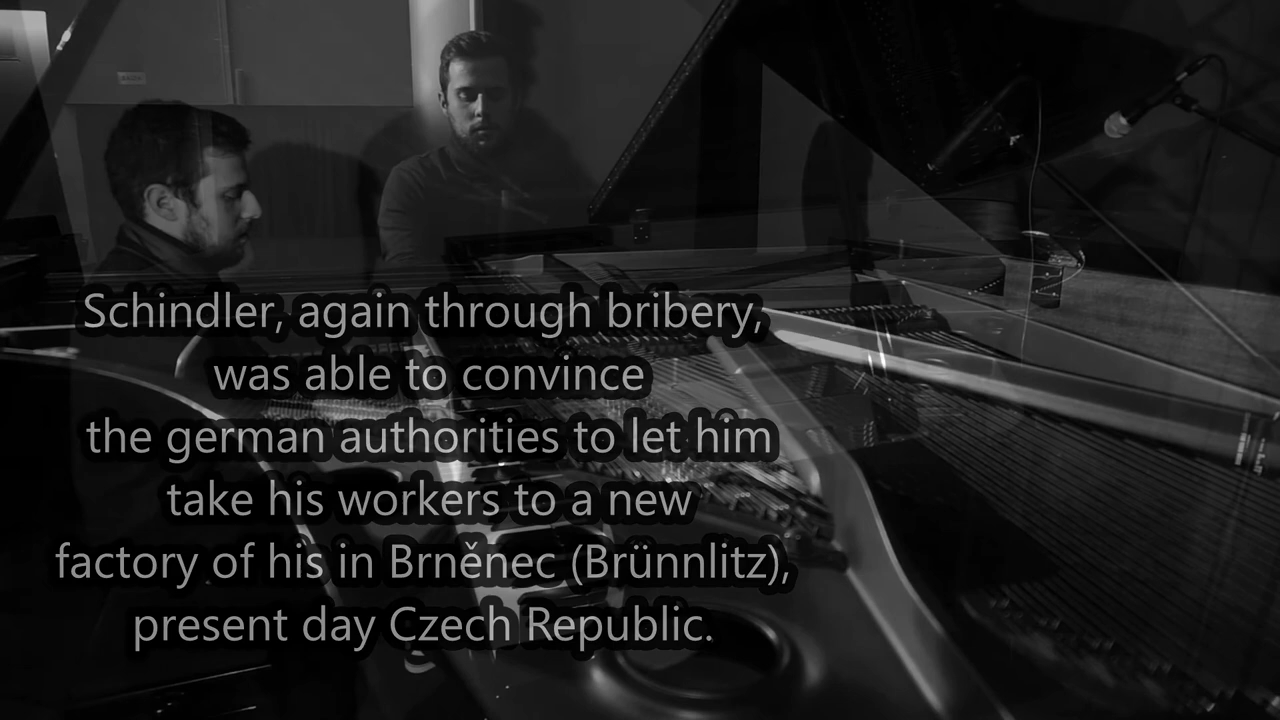 Schindler, again through bribery,
was able to convince
the german authorities to let him
take his workers to a new
factory of his in Brněnec (Brünnlitz),
present day Czech Republic.